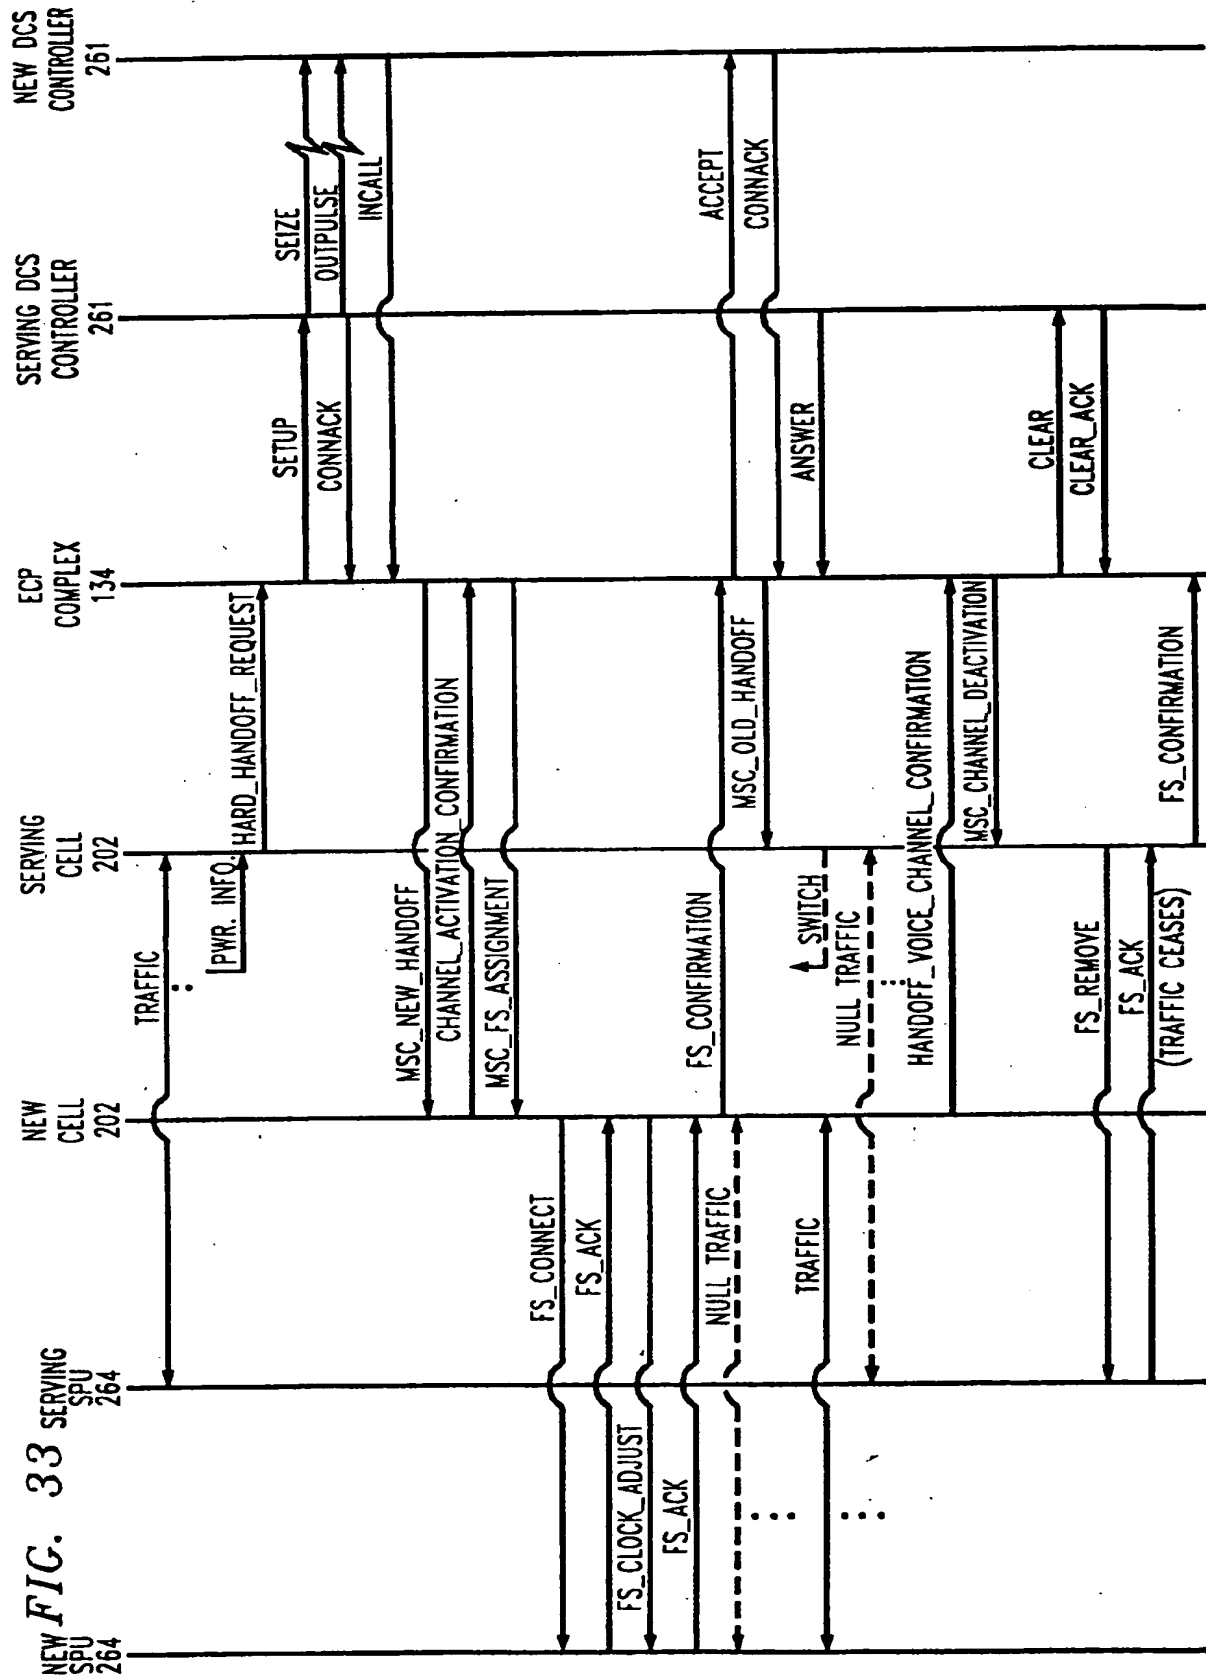 FIG. 33
NEW
SPU
264
SERVING
SPU
264
NEW
CELL
202
SERVING
CELL
202
ECP
COMPLEX
134
SERVING DCS
CONTROLLER
261
NEW DCS
CONTROLLER
261
TRAFFIC
PWR. INFO.
HARD_HANDOFF_REQUEST
SETUP
SEIZE
CONNACK
OUTPULSE
INCALL
MSC_NEW_HANDOFF
CHANNEL_ACTIVATION_CONFIRMATION
MSC_FS_ASSIGNMENT
FS_CONNECT
FS_ACK
FS_CLOCK_ADJUST
FS_ACK
FS_CONFIRMATION
ACCEPT
NULL TRAFFIC
MSC_OLD_HANDOFF
CONNACK
SWITCH
ANSWER
TRAFFIC
NULL TRAFFIC
HANDOFF_VOICE_CHANNEL_CONFIRMATION
MSC_CHANNEL_DEACTIVATION
CLEAR
CLEAR_ACK
FS_REMOVE
FS_ACK
(TRAFFIC CEASES)
FS_CONFIRMATION